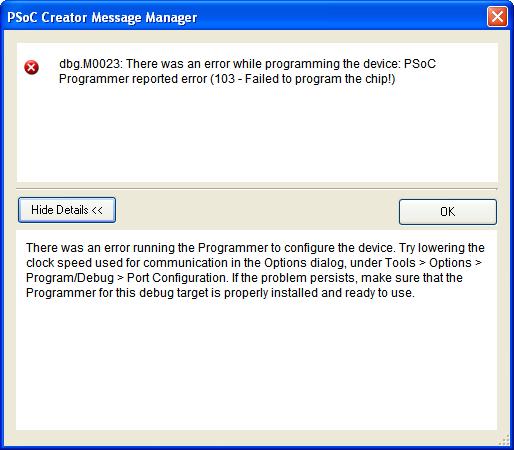 PSoC Creator Message Manager
dbg.M0023: There was an error while programming the device: PSoC
Programmer reported error (103 - Failed to program the chip!)
Hide Details <<
OK
There was an error running the Programmer to configure the device. Try lowering the
clock speed used for communication in the Options dialog, under Tools > Options >
Program/Debug > Port Configuration. If the problem persists, make sure that the
Programmer for this debug target is properly installed and ready to use.